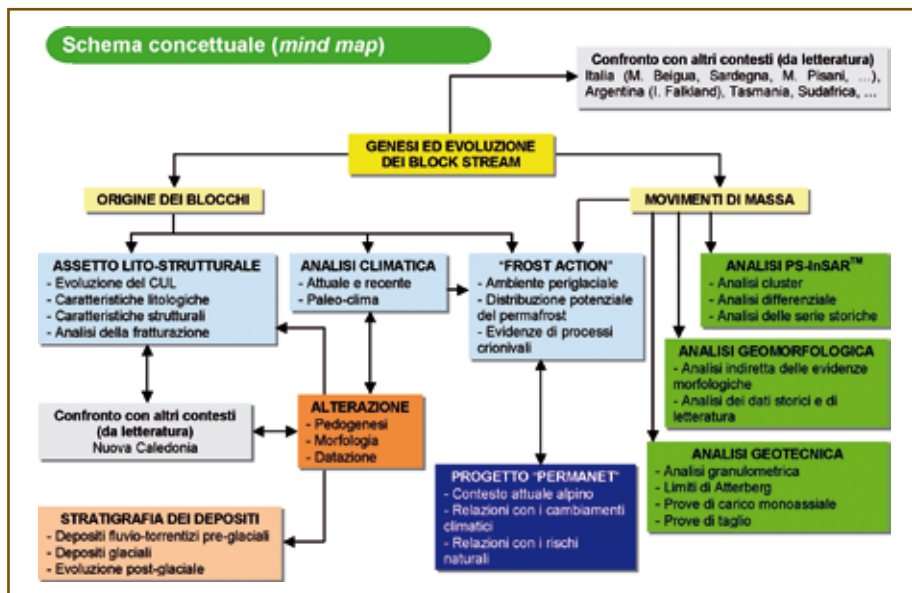 Schema concettuale (mind map)
Confronto con altri contesti (da letteratura)
Italia (M. Beigua, Sardegna, M. Pisani, ...),
Argentina (I. Falkland), Tasmania, Sudafrica, ...
GENESI ED EVOLUZIONE
DEI BLOCK STREAM
ORIGINE DEI BLOCCHI
MOVIMENTI DI MASSA
ASSETTO LITO-STRUTTURALE
- Evoluzione del CUL
- Caratteristiche litologiche
- Caratteristiche strutturali
- Analisi della fratturazione
ANALISI CLIMATICA
- Attuale e recente
- Paleo-clima
"FROST ACTION"
- Ambiente periglaciale
- Distribuzione potenziale
del permafrost
- Evidenze di processi
crionivali
ANALISI PS-InSAR™
- Analisi cluster
- Analisi differenziale
- Analisi delle serie storiche
ANALISI GEOMORFOLOGICA
- Analisi indiretta delle evidenze
morfologiche
- Analisi dei dati storici e di
letteratura
Confronto con altri contesti
(da letteratura)
Nuova Caledonia
ALTERAZIONE
- Pedogenesi
- Morfologia
- Datazione
PROGETTO "PERMANET"
- Contesto attuale alpino
- Relazioni con i cambiamenti
climatici
- Relazioni con i rischi
naturali
ANALISI GEOTECNICA
- Analisi granulometrica
- Limiti di Atterberg
- Prove di carico monoassiale
- Prove di taglio
STRATIGRAFIA DEI DEPOSITI
- Depositi fluvio-torrentizi pre-glaciali
- Depositi glaciali
- Evoluzione post-glaciale